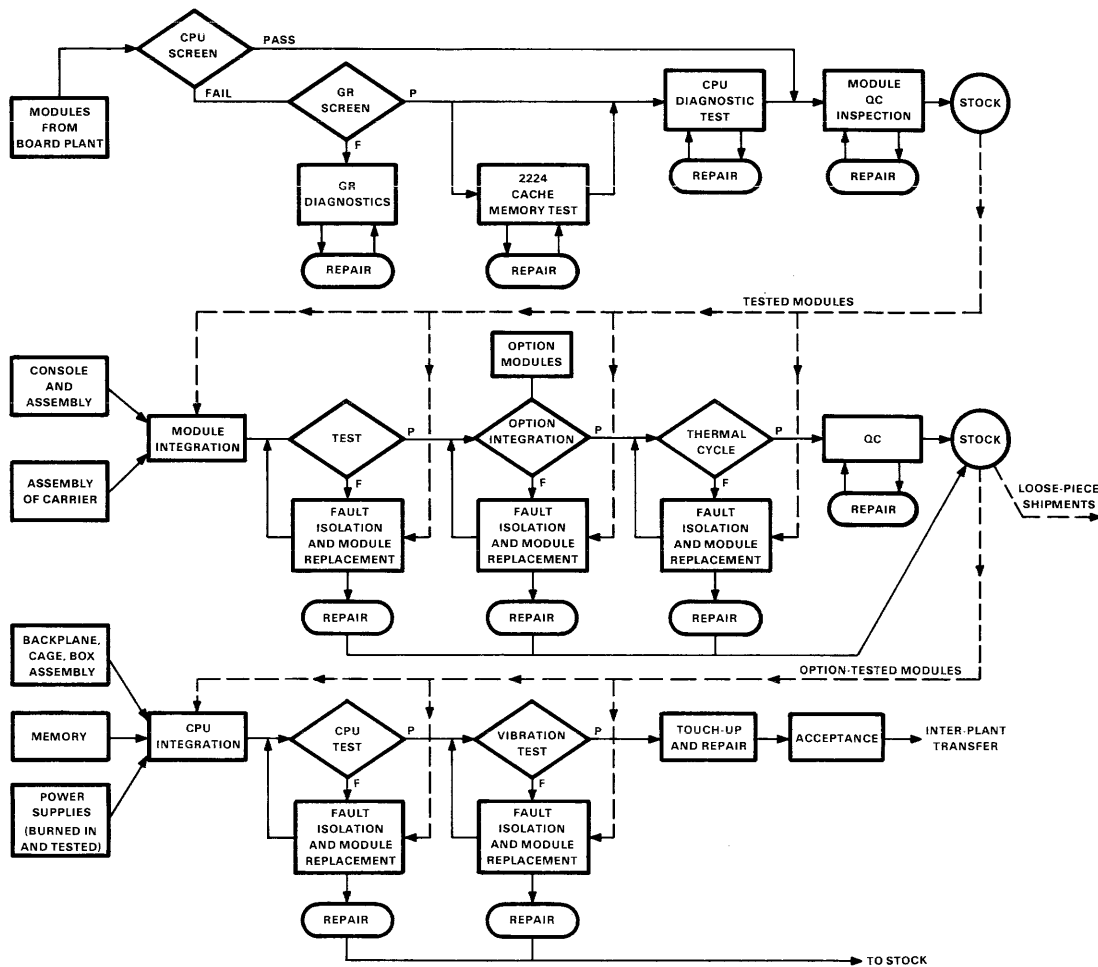 CPU
SCREEN
PASS
FAIL
MODULES
FROM
BOARD PLANT
GR
SCREEN
P
F
GR
DIAGNOSTICS
REPAIR
2224
CACHE
MEMORY TEST
REPAIR
CPU
DIAGNOSTIC
TEST
REPAIR
MODULE
QC
INSPECTION
REPAIR
STOCK
TESTED MODULES
CONSOLE
AND
ASSEMBLY
ASSEMBLY
OF CARRIER
MODULE
INTEGRATION
TEST
P
F
FAULT
ISOLATION
AND MODULE
REPLACEMENT
REPAIR
OPTION
MODULES
OPTION
INTEGRATION
P
F
FAULT
ISOLATION
AND MODULE
REPLACEMENT
REPAIR
THERMAL
CYCLE
P
F
FAULT
ISOLATION
AND MODULE
REPLACEMENT
REPAIR
QC
REPAIR
STOCK
LOOSE-PIECE
SHIPMENTS
OPTION-TESTED MODULES
BACKPLANE,
CAGE, BOX
ASSEMBLY
MEMORY
POWER
SUPPLIES
(BURNED IN
AND TESTED)
CPU
INTEGRATION
CPU
TEST
P
F
FAULT
ISOLATION
AND MODULE
REPLACEMENT
REPAIR
VIBRATION
TEST
P
F
FAULT
ISOLATION
AND MODULE
REPLACEMENT
REPAIR
TOUCH-UP
AND REPAIR
ACCEPTANCE
INTER-PLANT
TRANSFER
TO STOCK